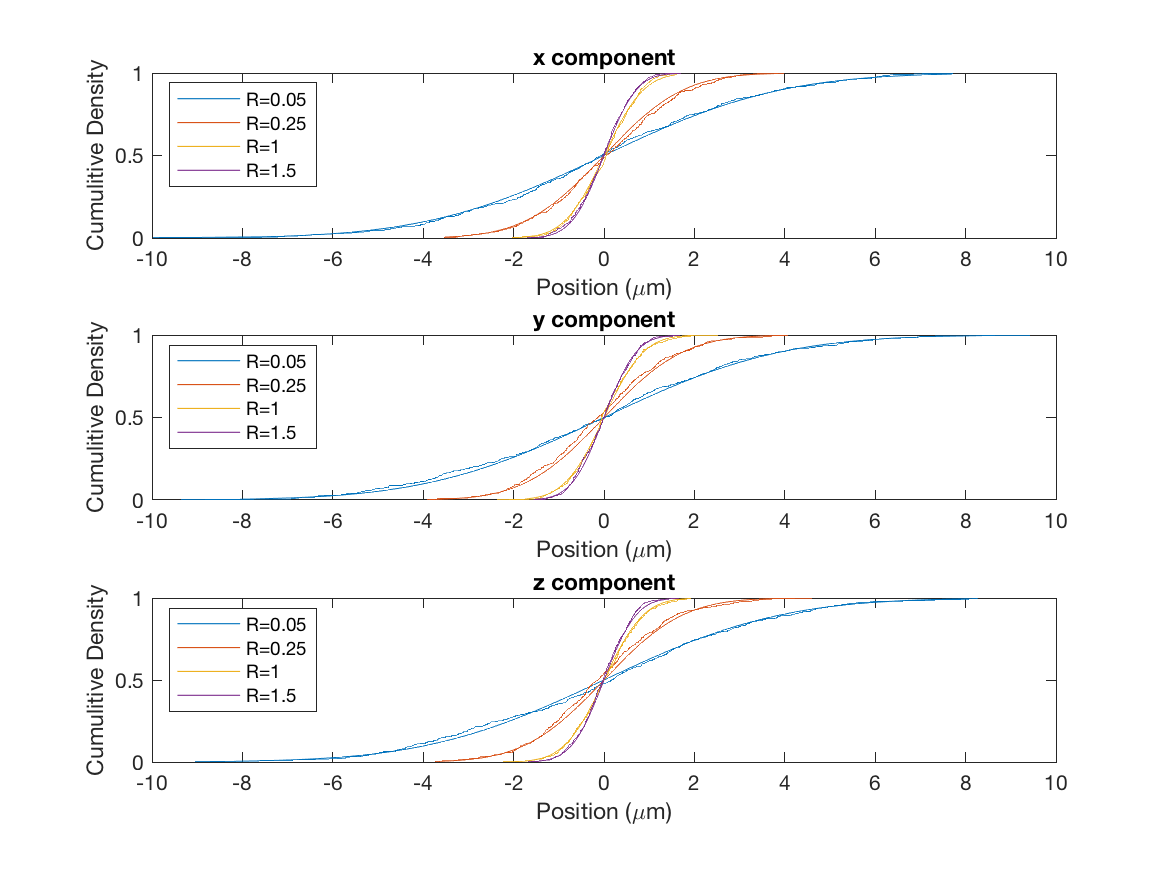 x component
Cumulitive Density
1
0.5
0
R=0.05
R=0.25
R=1
R=1.5
-10 -8 -6 -4 -2 0 2 4 6 8 10
Position (μm)
y component
Cumulitive Density
1
0.5
0
R=0.05
R=0.25
R=1
R=1.5
-10 -8 -6 -4 -2 0 2 4 6 8 10
Position (μm)
z component
Cumulitive Density
1
0.5
0
R=0.05
R=0.25
R=1
R=1.5
-10 -8 -6 -4 -2 0 2 4 6 8 10
Position (μm)